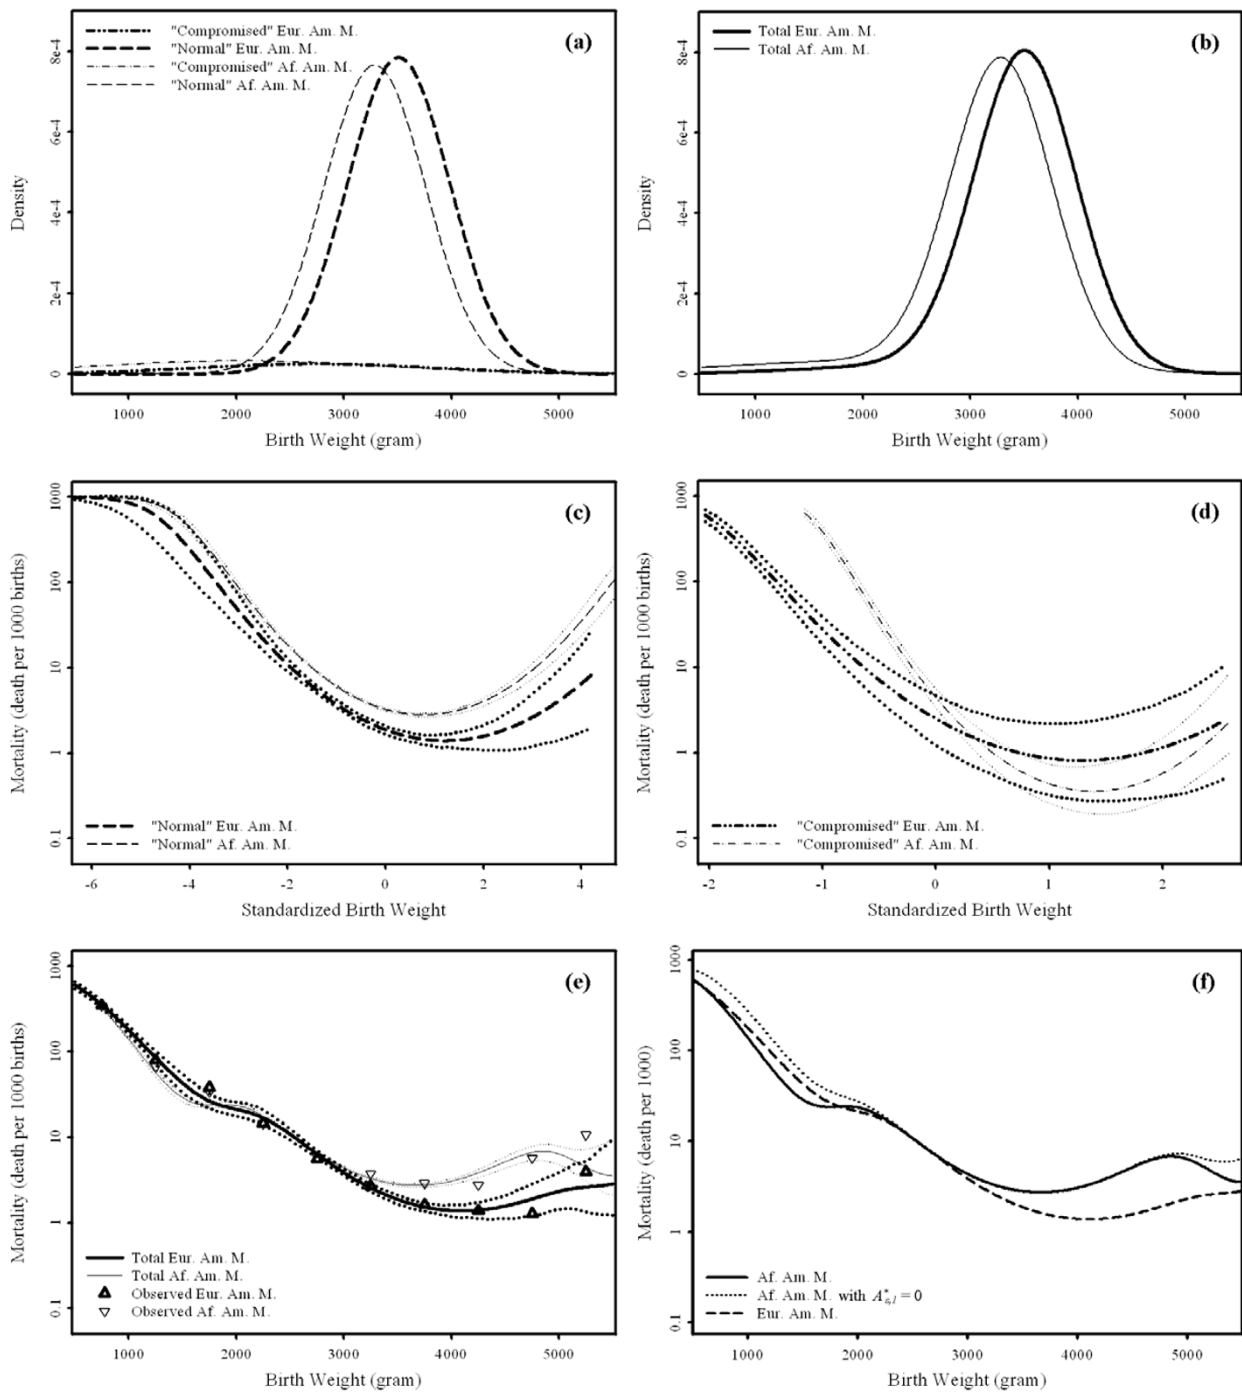 (a)
"Compromised" Eur. Am. M.
"Normal" Eur. Am. M.
"Compromised" Af. Am. M.
"Normal" Af. Am. M.
Density
0
2e-4
4e-4
6e-4
8e-4
1000 2000 3000 4000 5000
Birth Weight (gram)
(b)
Total Eur. Am. M.
Total Af. Am. M.
Density
0
2e-4
4e-4
6e-4
8e-4
1000 2000 3000 4000 5000
Birth Weight (gram)
(c)
Mortality (death per 1000 births)
0.1
1
10
100
1000
"Normal" Eur. Am. M.
"Normal" Af. Am. M.
-6 -4 -2 0 2 4
Standardized Birth Weight
(d)
Mortality (death per 1000 births)
0.1
1
10
100
1000
"Compromised" Eur. Am. M.
"Compromised" Af. Am. M.
-2 -1 0 1 2
Standardized Birth Weight
(e)
Mortality (death per 1000 births)
0.1
1
10
100
1000
Total Eur. Am. M.
Total Af. Am. M.
Observed Eur. Am. M.
Observed Af. Am. M.
1000 2000 3000 4000 5000
Birth Weight (gram)
(f)
Mortality (death per 1000)
0.1
1
10
100
1000
Af. Am. M.
Af. Am. M. with = 0
Eur. Am. M.
1000 2000 3000 4000 5000
Birth Weight (gram)